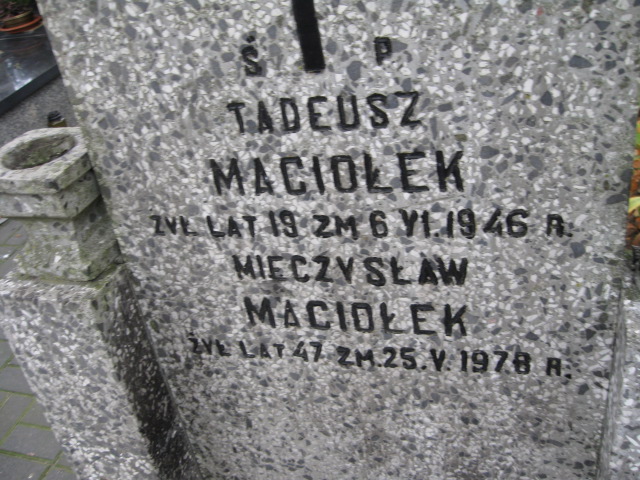 Ś P
TADEUSZ
MACIOŁEK
ŻYŁ LAT 19 ZM 6 VI.1946 R.
MIECZYSŁAW
MACIOŁEK
ŻYŁ LAT 47 ZM.25.V.1978 R.